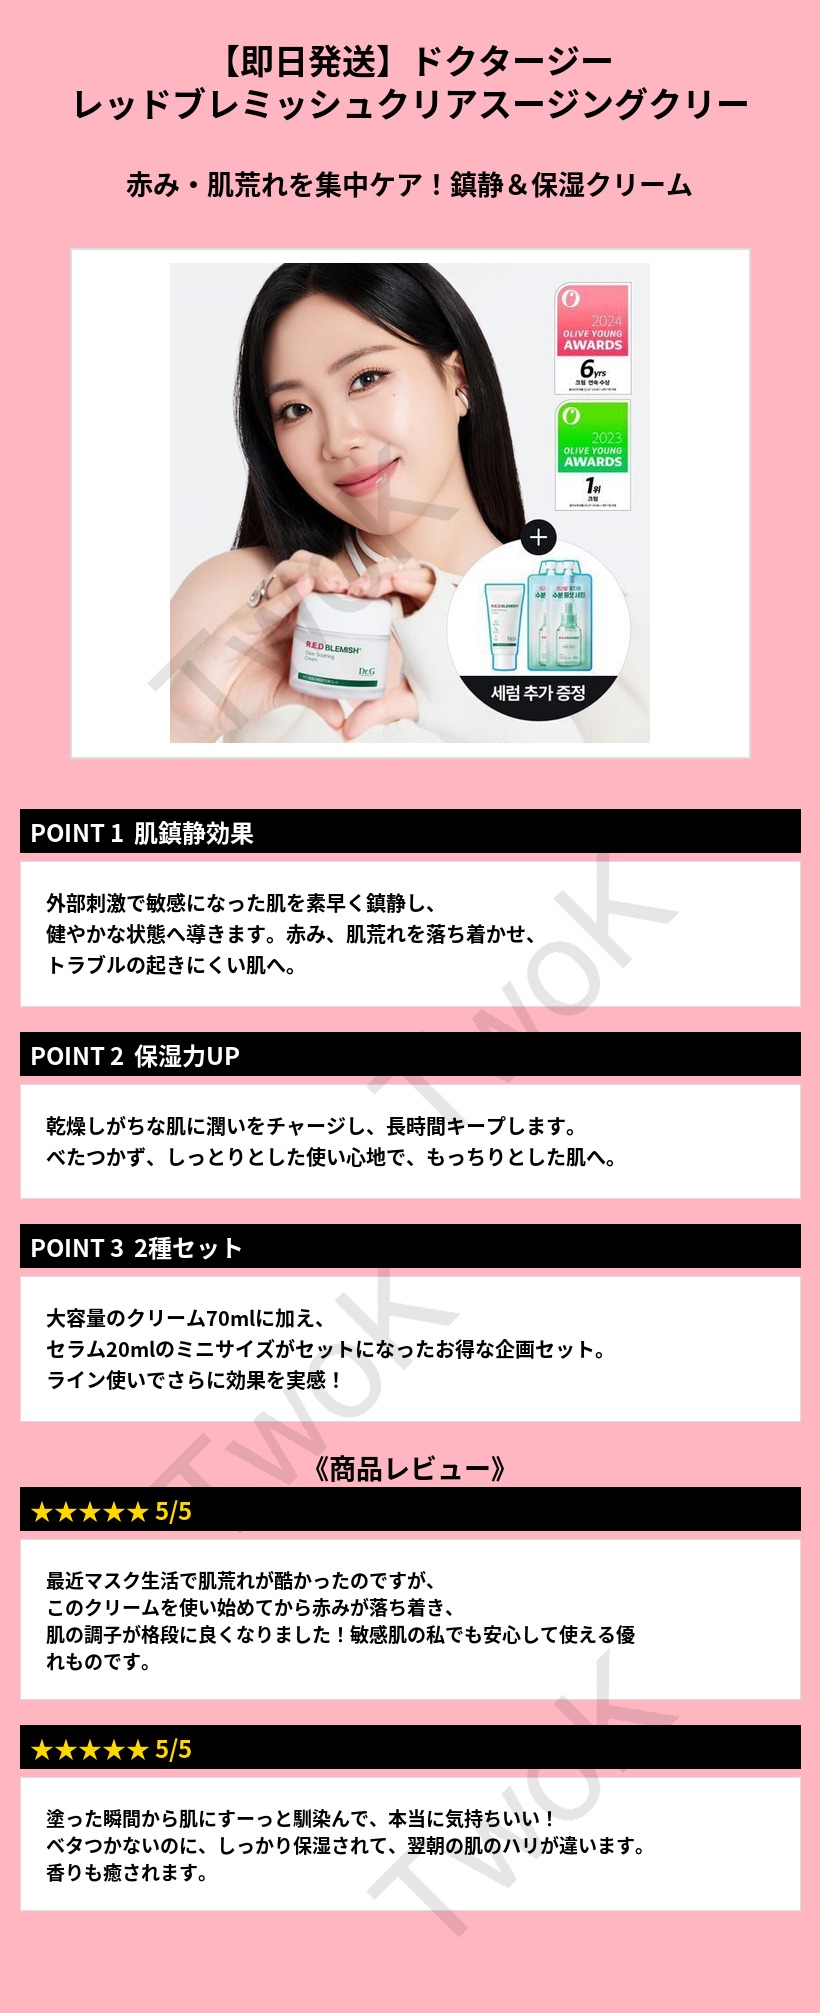 【即日発送】ドクタージー
レッドブレミッシュクリアスージングクリー
赤み・肌荒れを集中ケア！鎮静＆保湿クリーム
2024
OLIVE YOUNG
AWARDS
6yrs
크림 연속 수상
2023
OLIVE YOUNG
AWARDS
1위
크림
R.E.D BLEMISH
Clear Soothing
Cream
Dr.G
R.E.D BLEMISH
수분 원샷 세럼
세럼 추가 증정
TwoK
POINT 1 肌鎮静効果
外部刺激で敏感になった肌を素早く鎮静し、
健やかな状態へ導きます。赤み、肌荒れを落ち着かせ、
トラブルの起きにくい肌へ。
TwoK
POINT 2 保湿力UP
乾燥しがちな肌に潤いをチャージし、長時間キープします。
べたつかず、しっとりとした使い心地で、もっちりとした肌へ。
POINT 3 2種セット
大容量のクリーム70mlに加え、
セラム20mlのミニサイズがセットになったお得な企画セット。
ライン使いでさらに効果を実感！
TwoK
《商品レビュー》
★★★★★ 5/5
最近マスク生活で肌荒れが酷かったのですが、
このクリームを使い始めてから赤みが落ち着き、
肌の調子が格段に良くなりました！敏感肌の私でも安心して使える優
れものです。
★★★★★ 5/5
塗った瞬間から肌にすーっと馴染んで、本当に気持ちいい！
ベタつかないのに、しっかり保湿されて、翌朝の肌のハリが違います。
香りも癒されます。
TwoK